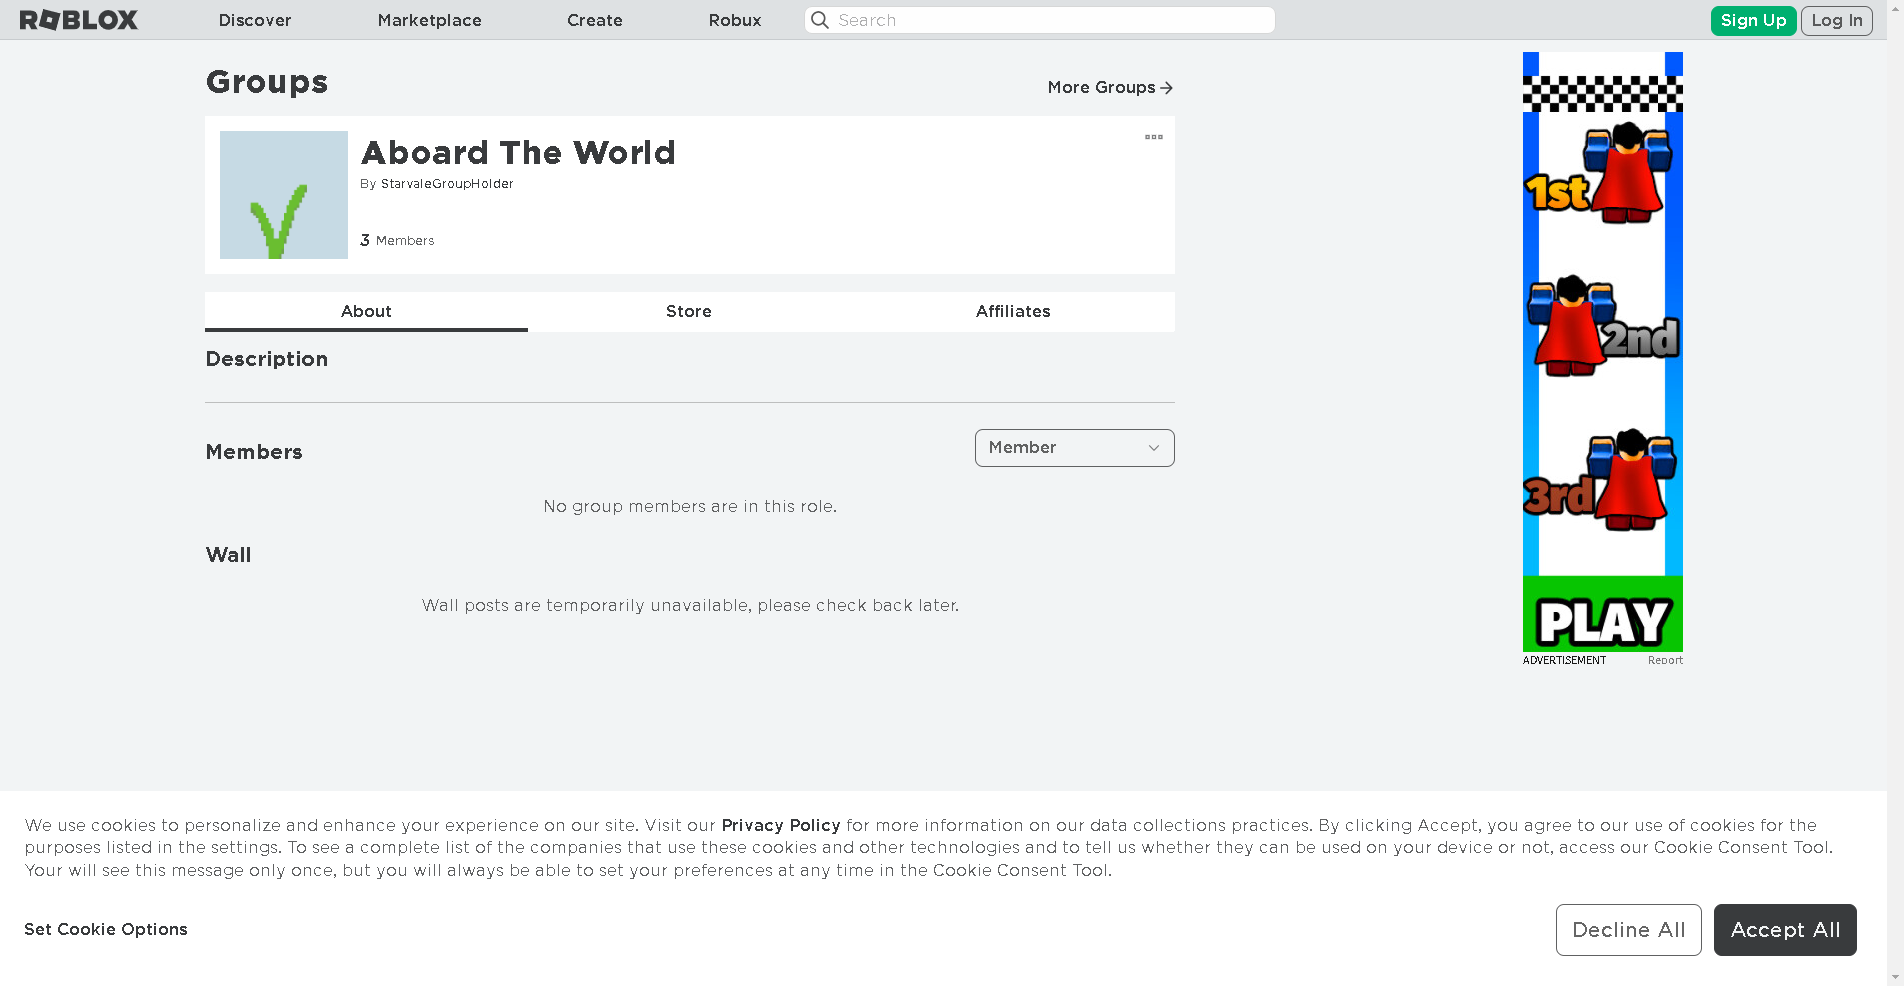 ROBLOX Discover Marketplace Create Robux Search Sign Up Log In
Groups
More Groups
Aboard The World
By StarvaleGroupHolder
3 Members
About Store Affiliates
Description
Members
Member
No group members are in this role.
Wall
Wall posts are temporarily unavailable, please check back later.
1st
2nd
3rd
PLAY
ADVERTISEMENT Report
We use cookies to personalize and enhance your experience on our site. Visit our Privacy Policy for more information on our data collections practices. By clicking Accept, you agree to our use of cookies for the
purposes listed in the settings. To see a complete list of the companies that use these cookies and other technologies and to tell us whether they can be used on your device or not, access our Cookie Consent Tool.
Your will see this message only once, but you will always be able to set your preferences at any time in the Cookie Consent Tool.
Set Cookie Options
Decline All
Accept All